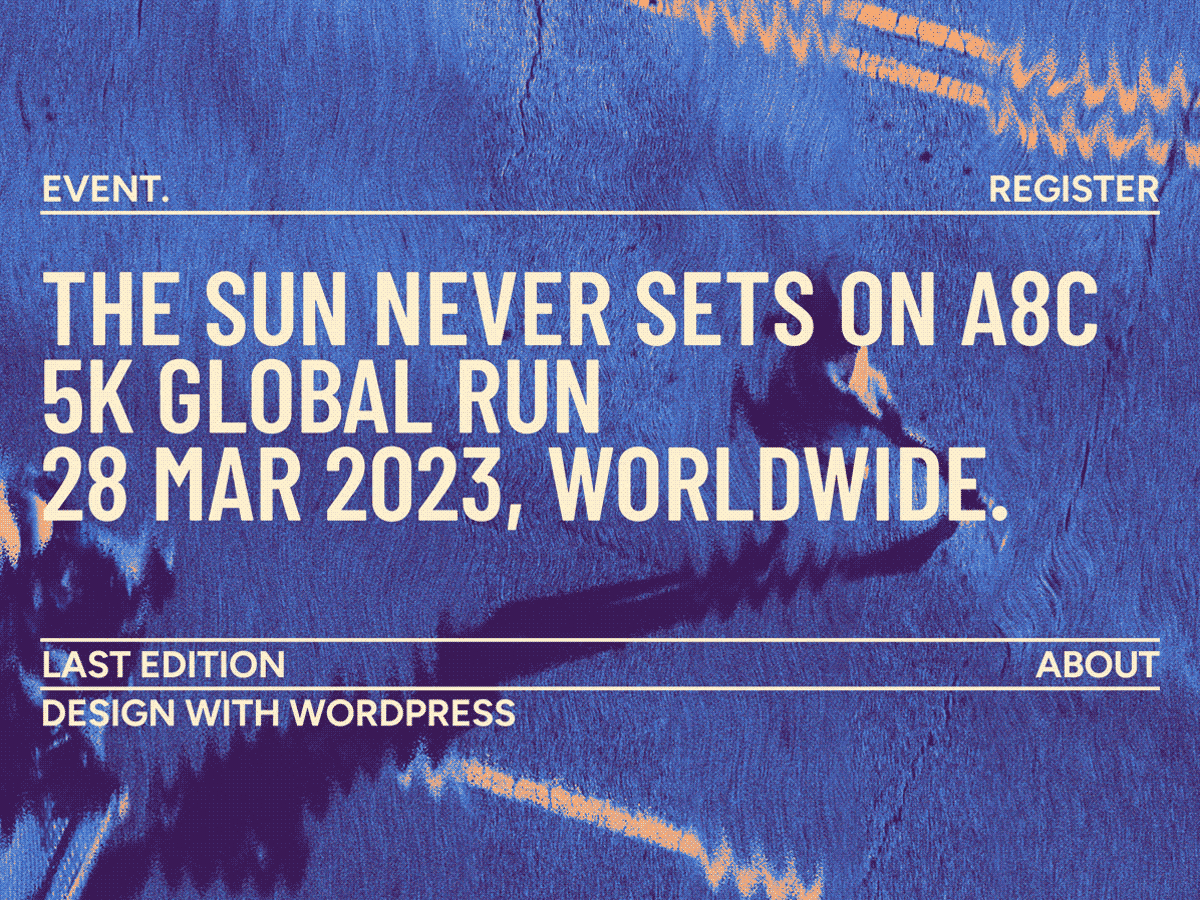 EVENT.
REGISTER
THE SUN NEVER SETS ON A8C
5K GLOBAL RUN
28 MAR 2023, WORLDWIDE.
LAST EDITION
ABOUT
DESIGN WITH WORDPRESS